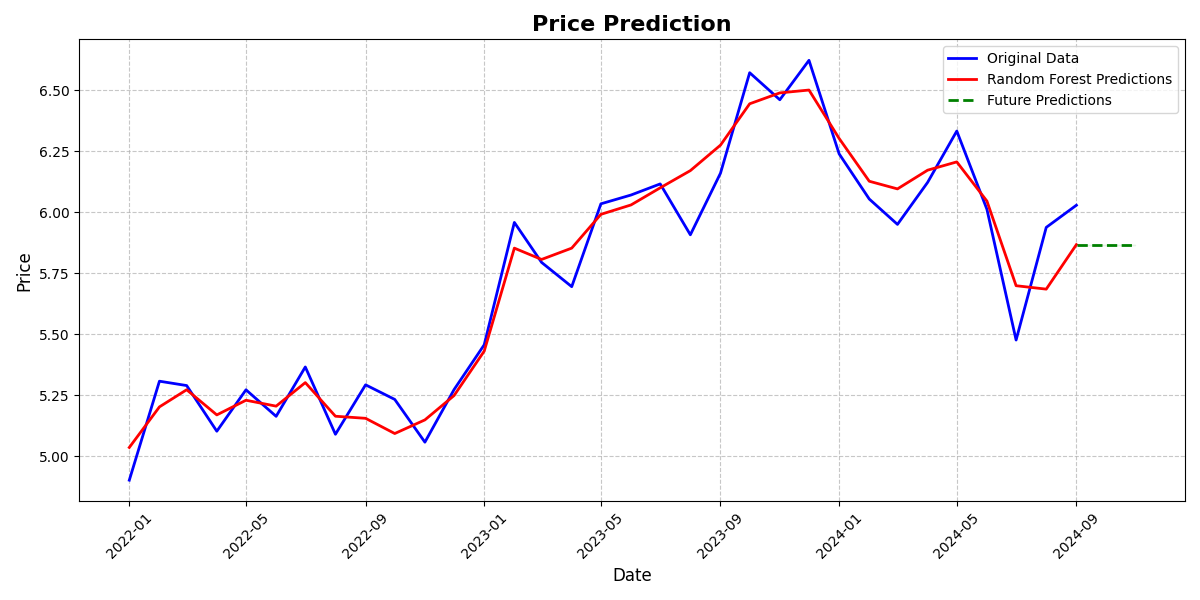 Price Prediction
Original Data
Random Forest Predictions
Future Predictions
Price
6.50
6.25
6.00
5.75
5.50
5.25
5.00
2022-01
2022-05
2022-09
2023-01
2023-05
2023-09
2024-01
2024-05
2024-09
Date